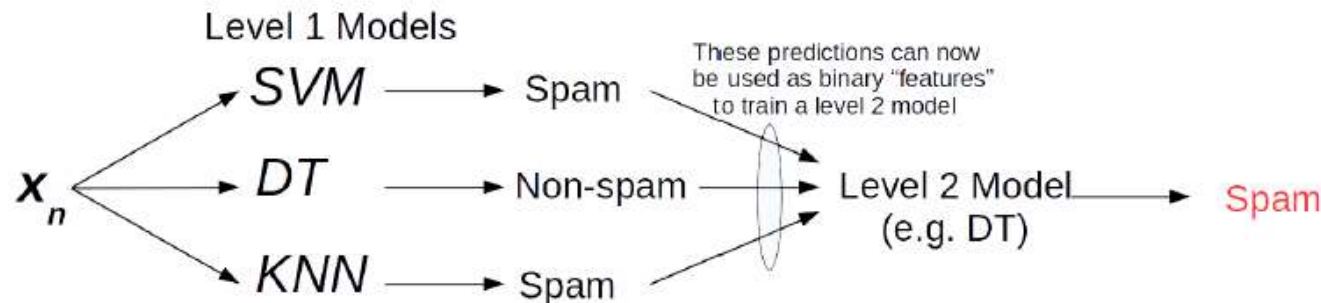 Level 1 Models
These predictions can now
be used as binary “features”
to train a level 2 model
SVM
Spam
x_n
DT
Non-spam
Level 2 Model
(e.g. DT)
Spam
KNN
Spam